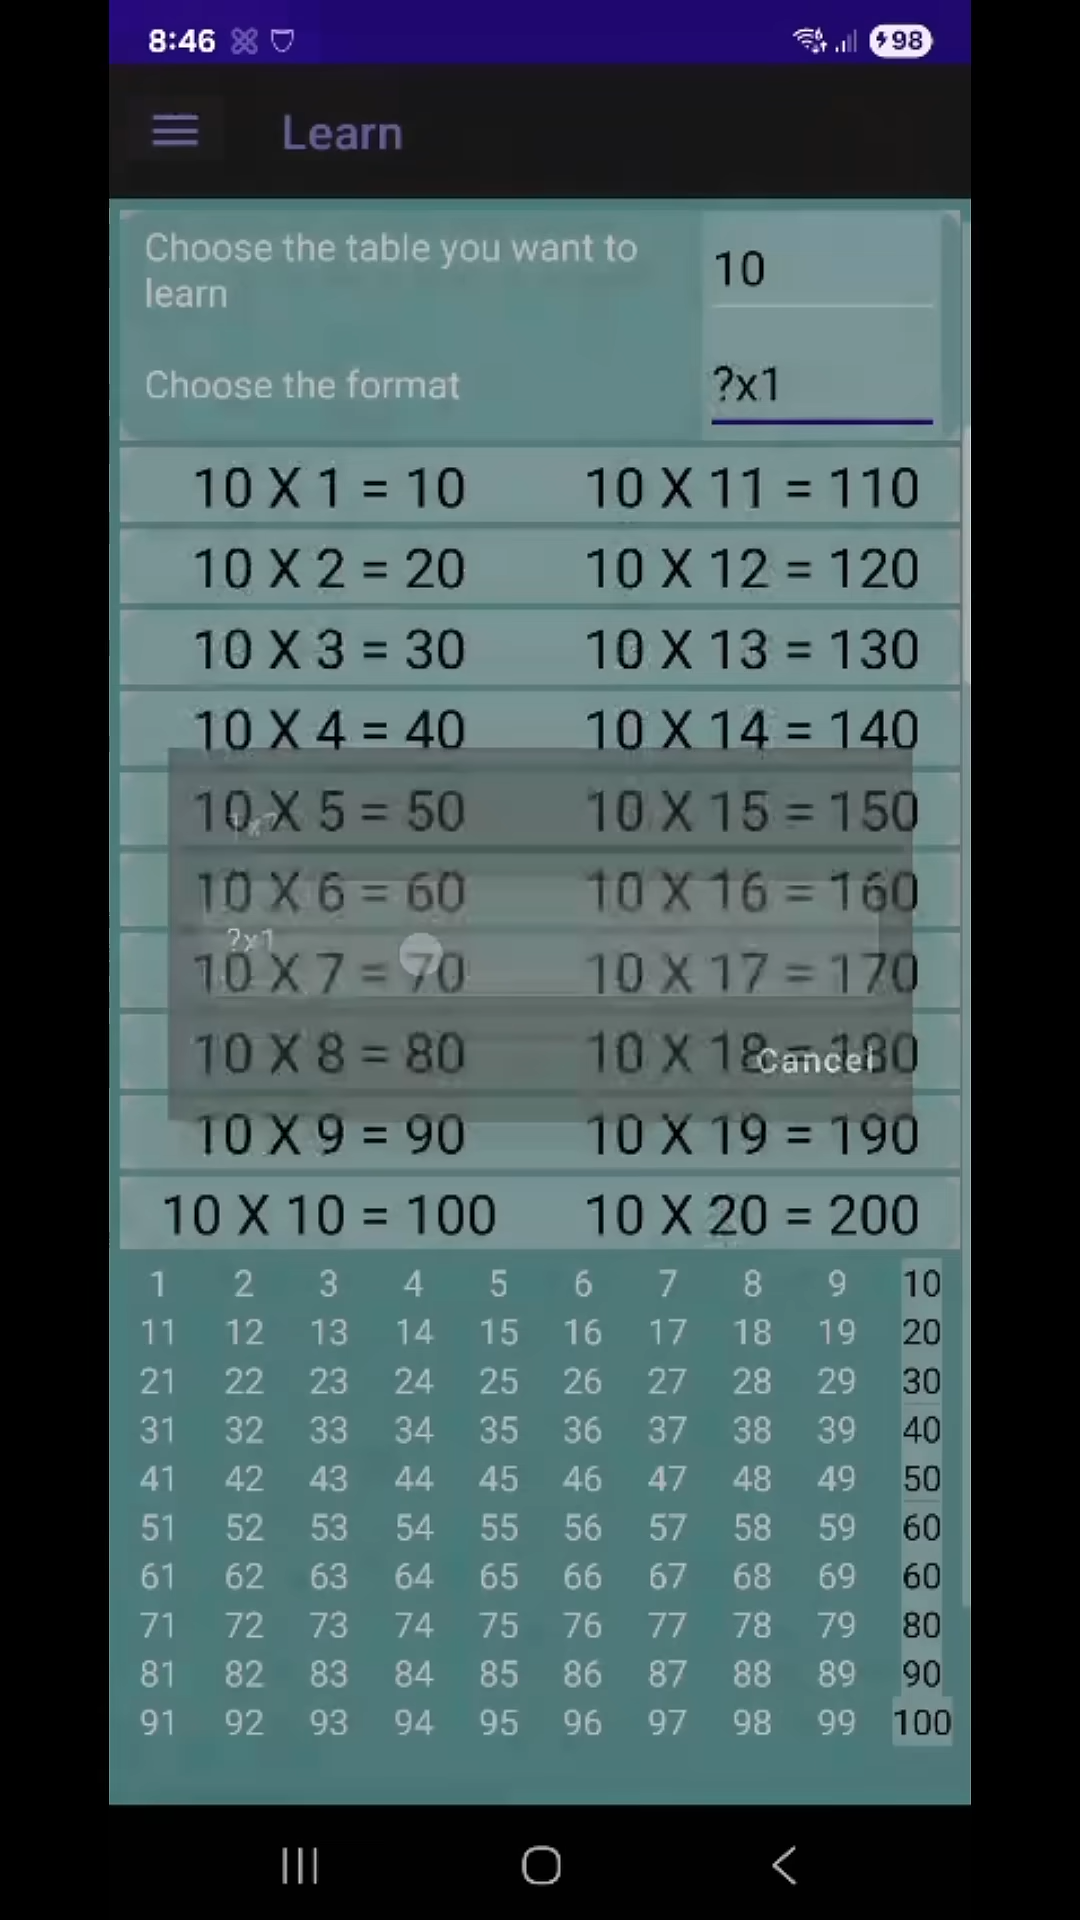 8:46 98
Learn
Choose the table you want to
learn
10
Choose the format
?x1
10 X 1 = 10 10 X 11 = 110
10 X 2 = 20 10 X 12 = 120
10 X 3 = 30 10 X 13 = 130
10 X 4 = 40 10 X 14 = 140
10 X 5 = 50 10 X 15 = 150
10 X 6 = 60 10 X 16 = 160
?x1
10 X 7 = 70 10 X 17 = 170
10 X 8 = 80 10 X 18 = 180
Cancel
10 X 9 = 90 10 X 19 = 190
10 X 10 = 100 10 X 20 = 200
1 2 3 4 5 6 7 8 9 10
11 12 13 14 15 16 17 18 19 20
21 22 23 24 25 26 27 28 29 30
31 32 33 34 35 36 37 38 39 40
41 42 43 44 45 46 47 48 49 50
51 52 53 54 55 56 57 58 59 60
61 62 63 64 65 66 67 68 69 60
71 72 73 74 75 76 77 78 79 80
81 82 83 84 85 86 87 88 89 90
91 92 93 94 95 96 97 98 99 100